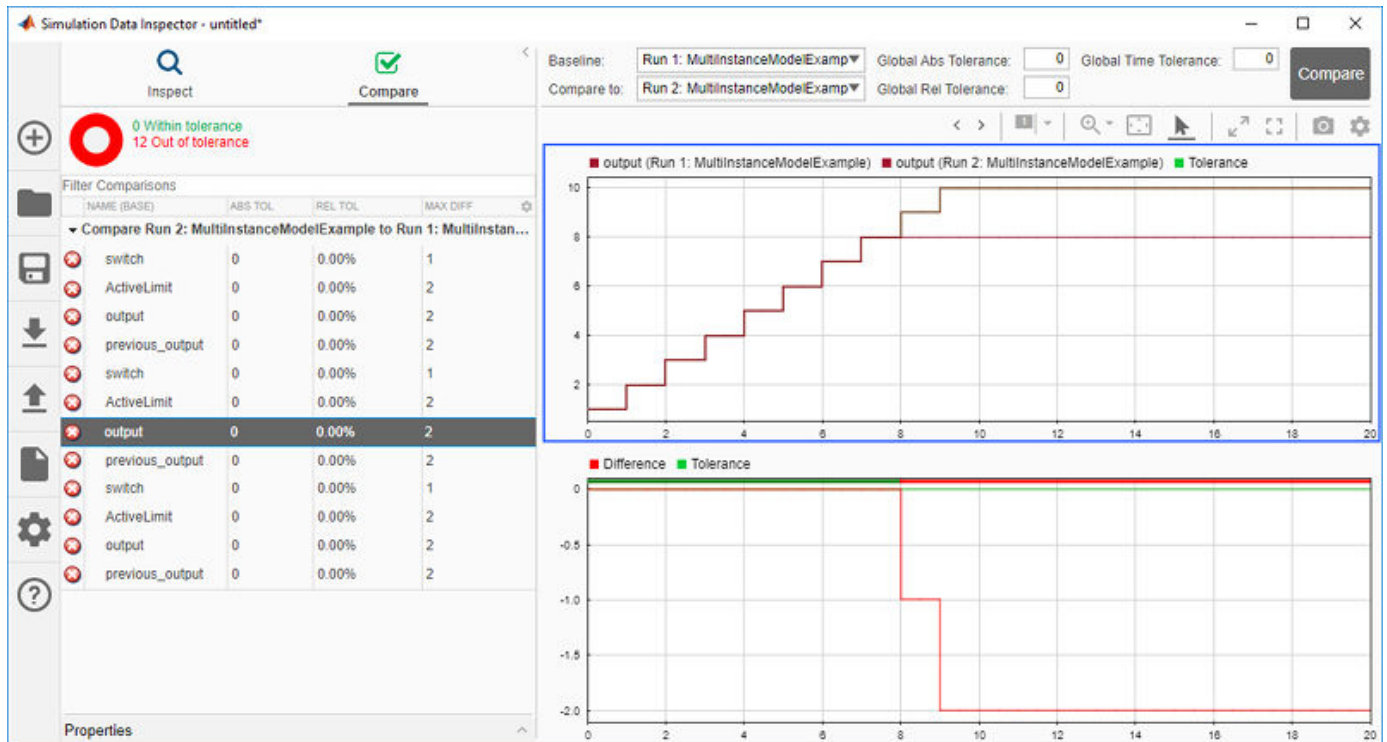 Simulation Data Inspector - untitled*
Inspect
Compare
Baseline: Run 1: MultiInstanceModelExamp Global Abs Tolerance: 0 Global Time Tolerance: 0
Compare
Compare to: Run 2: MultiInstanceModelExamp Global Rel Tolerance: 0
0 Within tolerance
12 Out of tolerance
Filter Comparisons
NAME (BASE) ABS TOL REL TOL MAX DIFF
Compare Run 2: MultiInstanceModelExample to Run 1: MultiInstan...
switch 0 0.00% 1
ActiveLimit 0 0.00% 2
output 0 0.00% 2
previous_output 0 0.00% 2
switch 0 0.00% 1
ActiveLimit 0 0.00% 2
output 0 0.00% 2
previous_output 0 0.00% 2
switch 0 0.00% 1
ActiveLimit 0 0.00% 2
output 0 0.00% 2
previous_output 0 0.00% 2
Properties
1
output (Run 1: MultiInstanceModelExample) output (Run 2: MultiInstanceModelExample) Tolerance
10
8
6
4
2
0 2 4 6 8 10 12 14 16 18 20
Difference Tolerance
0
-0.5
-1.0
-1.5
-2.0
0 2 4 6 8 10 12 14 16 18 20
?